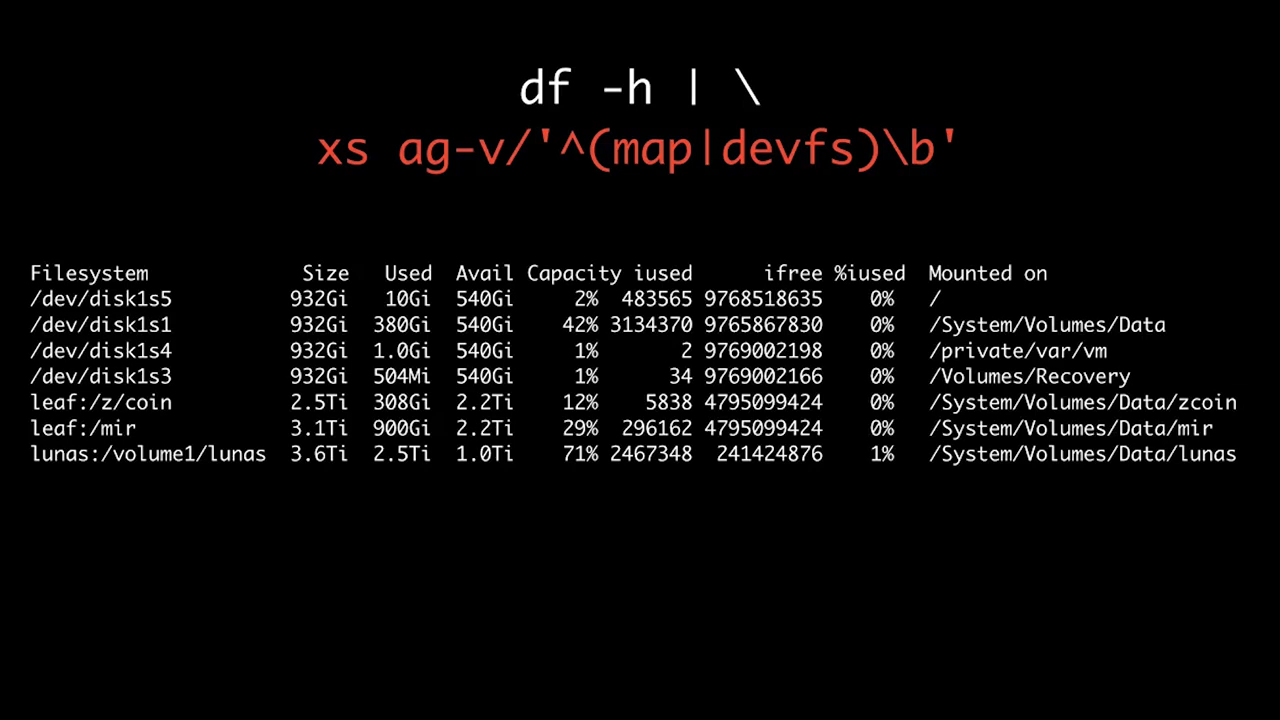 df -h | \
xs ag-v/'^(map|devfs)\b'
Filesystem Size Used Avail Capacity iused ifree %iused Mounted on
/dev/disk1s5 932Gi 10Gi 540Gi 2% 483565 9768518635 0% /
/dev/disk1s1 932Gi 380Gi 540Gi 42% 3134370 9765867830 0% /System/Volumes/Data
/dev/disk1s4 932Gi 1.0Gi 540Gi 1% 2 9769002198 0% /private/var/vm
/dev/disk1s3 932Gi 504Mi 540Gi 1% 34 9769002166 0% /Volumes/Recovery
leaf:/z/coin 2.5Ti 308Gi 2.2Ti 12% 5838 4795099424 0% /System/Volumes/Data/zcoin
leaf:/mir 3.1Ti 900Gi 2.2Ti 29% 296162 4795099424 0% /System/Volumes/Data/mir
lunas:/volume1/lunas 3.6Ti 2.5Ti 1.0Ti 71% 2467348 241424876 1% /System/Volumes/Data/lunas